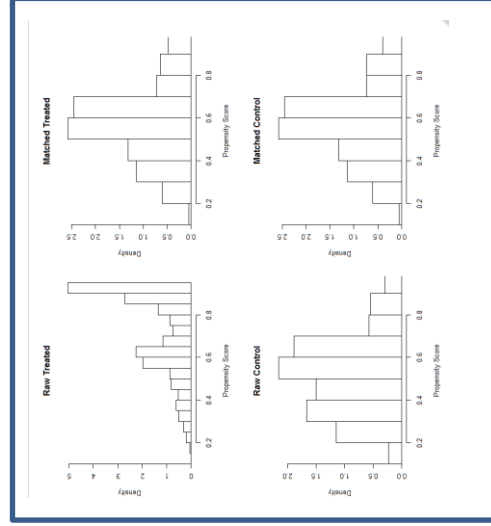 Raw Treated
Density
0 1 2 3 4 5
0.2 0.4 0.6 0.8
Propensity Score
Matched Treated
Density
0.0 0.5 1.0 1.5 2.0 2.5
0.2 0.4 0.6 0.8
Propensity Score
Raw Control
Density
0.0 0.5 1.0 1.5 2.0
0.2 0.4 0.6 0.8
Propensity Score
Matched Control
Density
0.0 0.5 1.0 1.5 2.0 2.5
0.2 0.4 0.6 0.8
Propensity Score